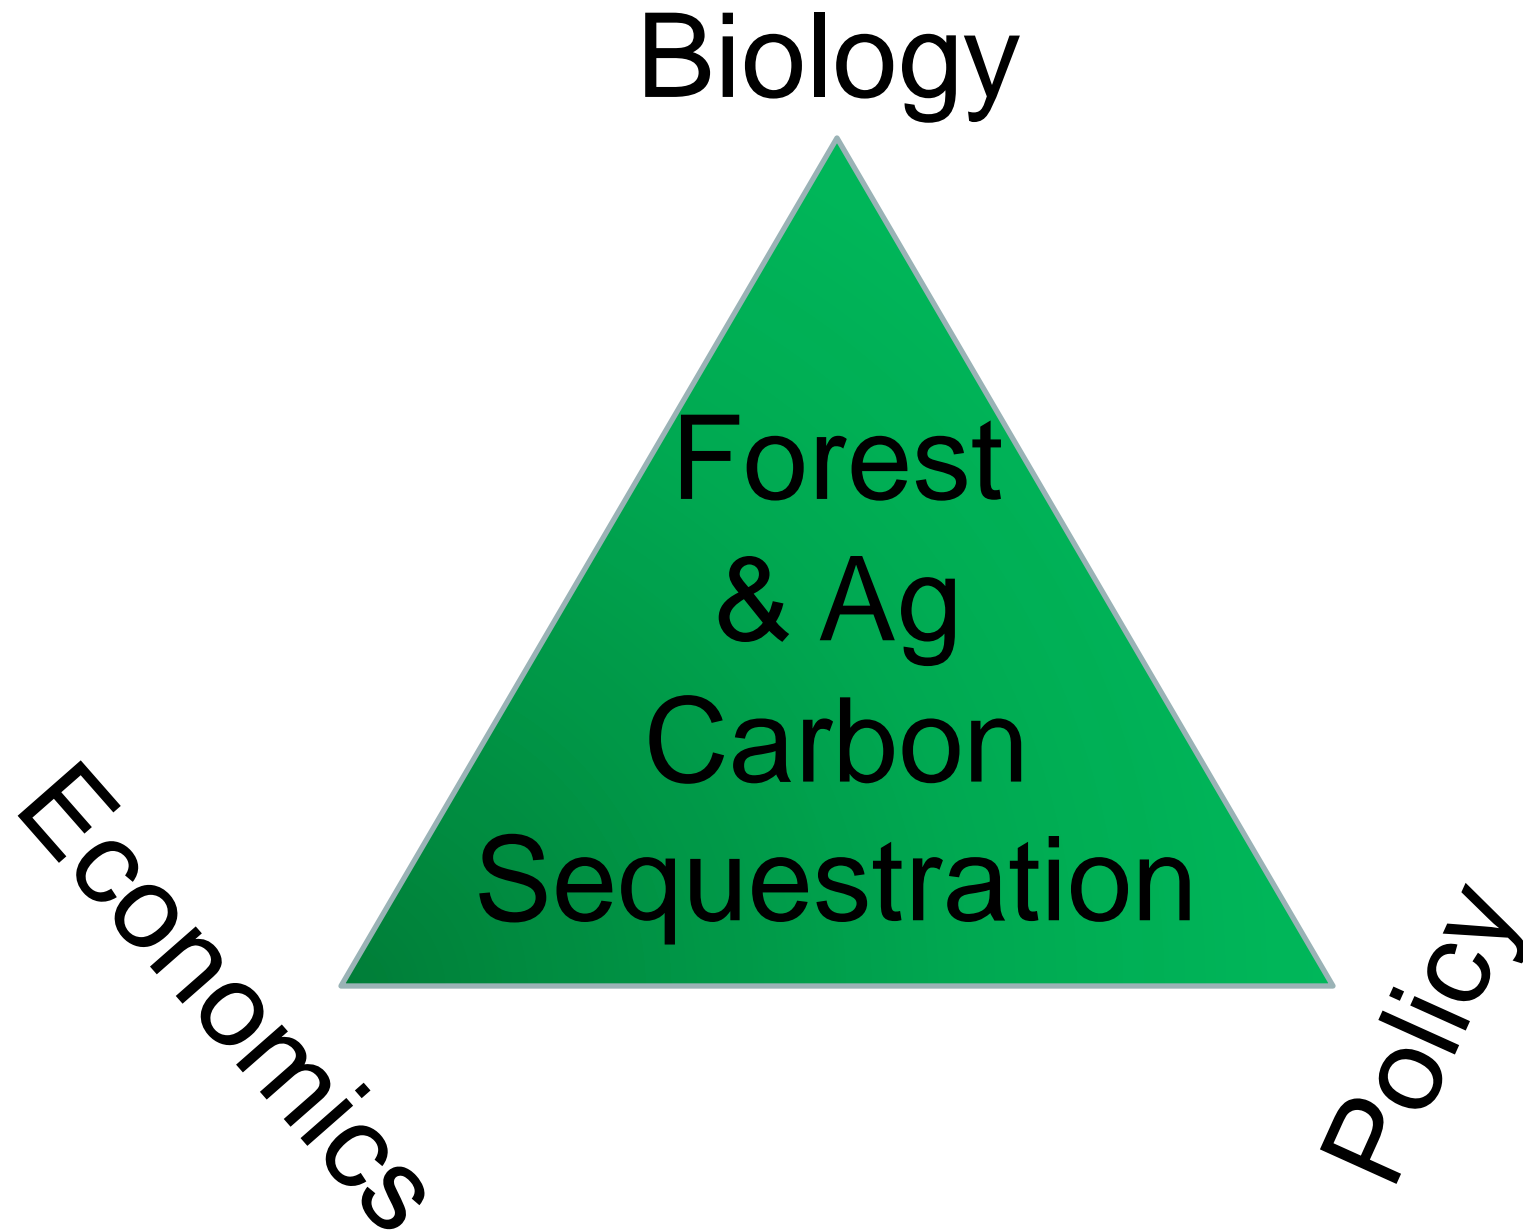 Biology
Forest
& Ag
Carbon
Sequestration
Economics
Policy